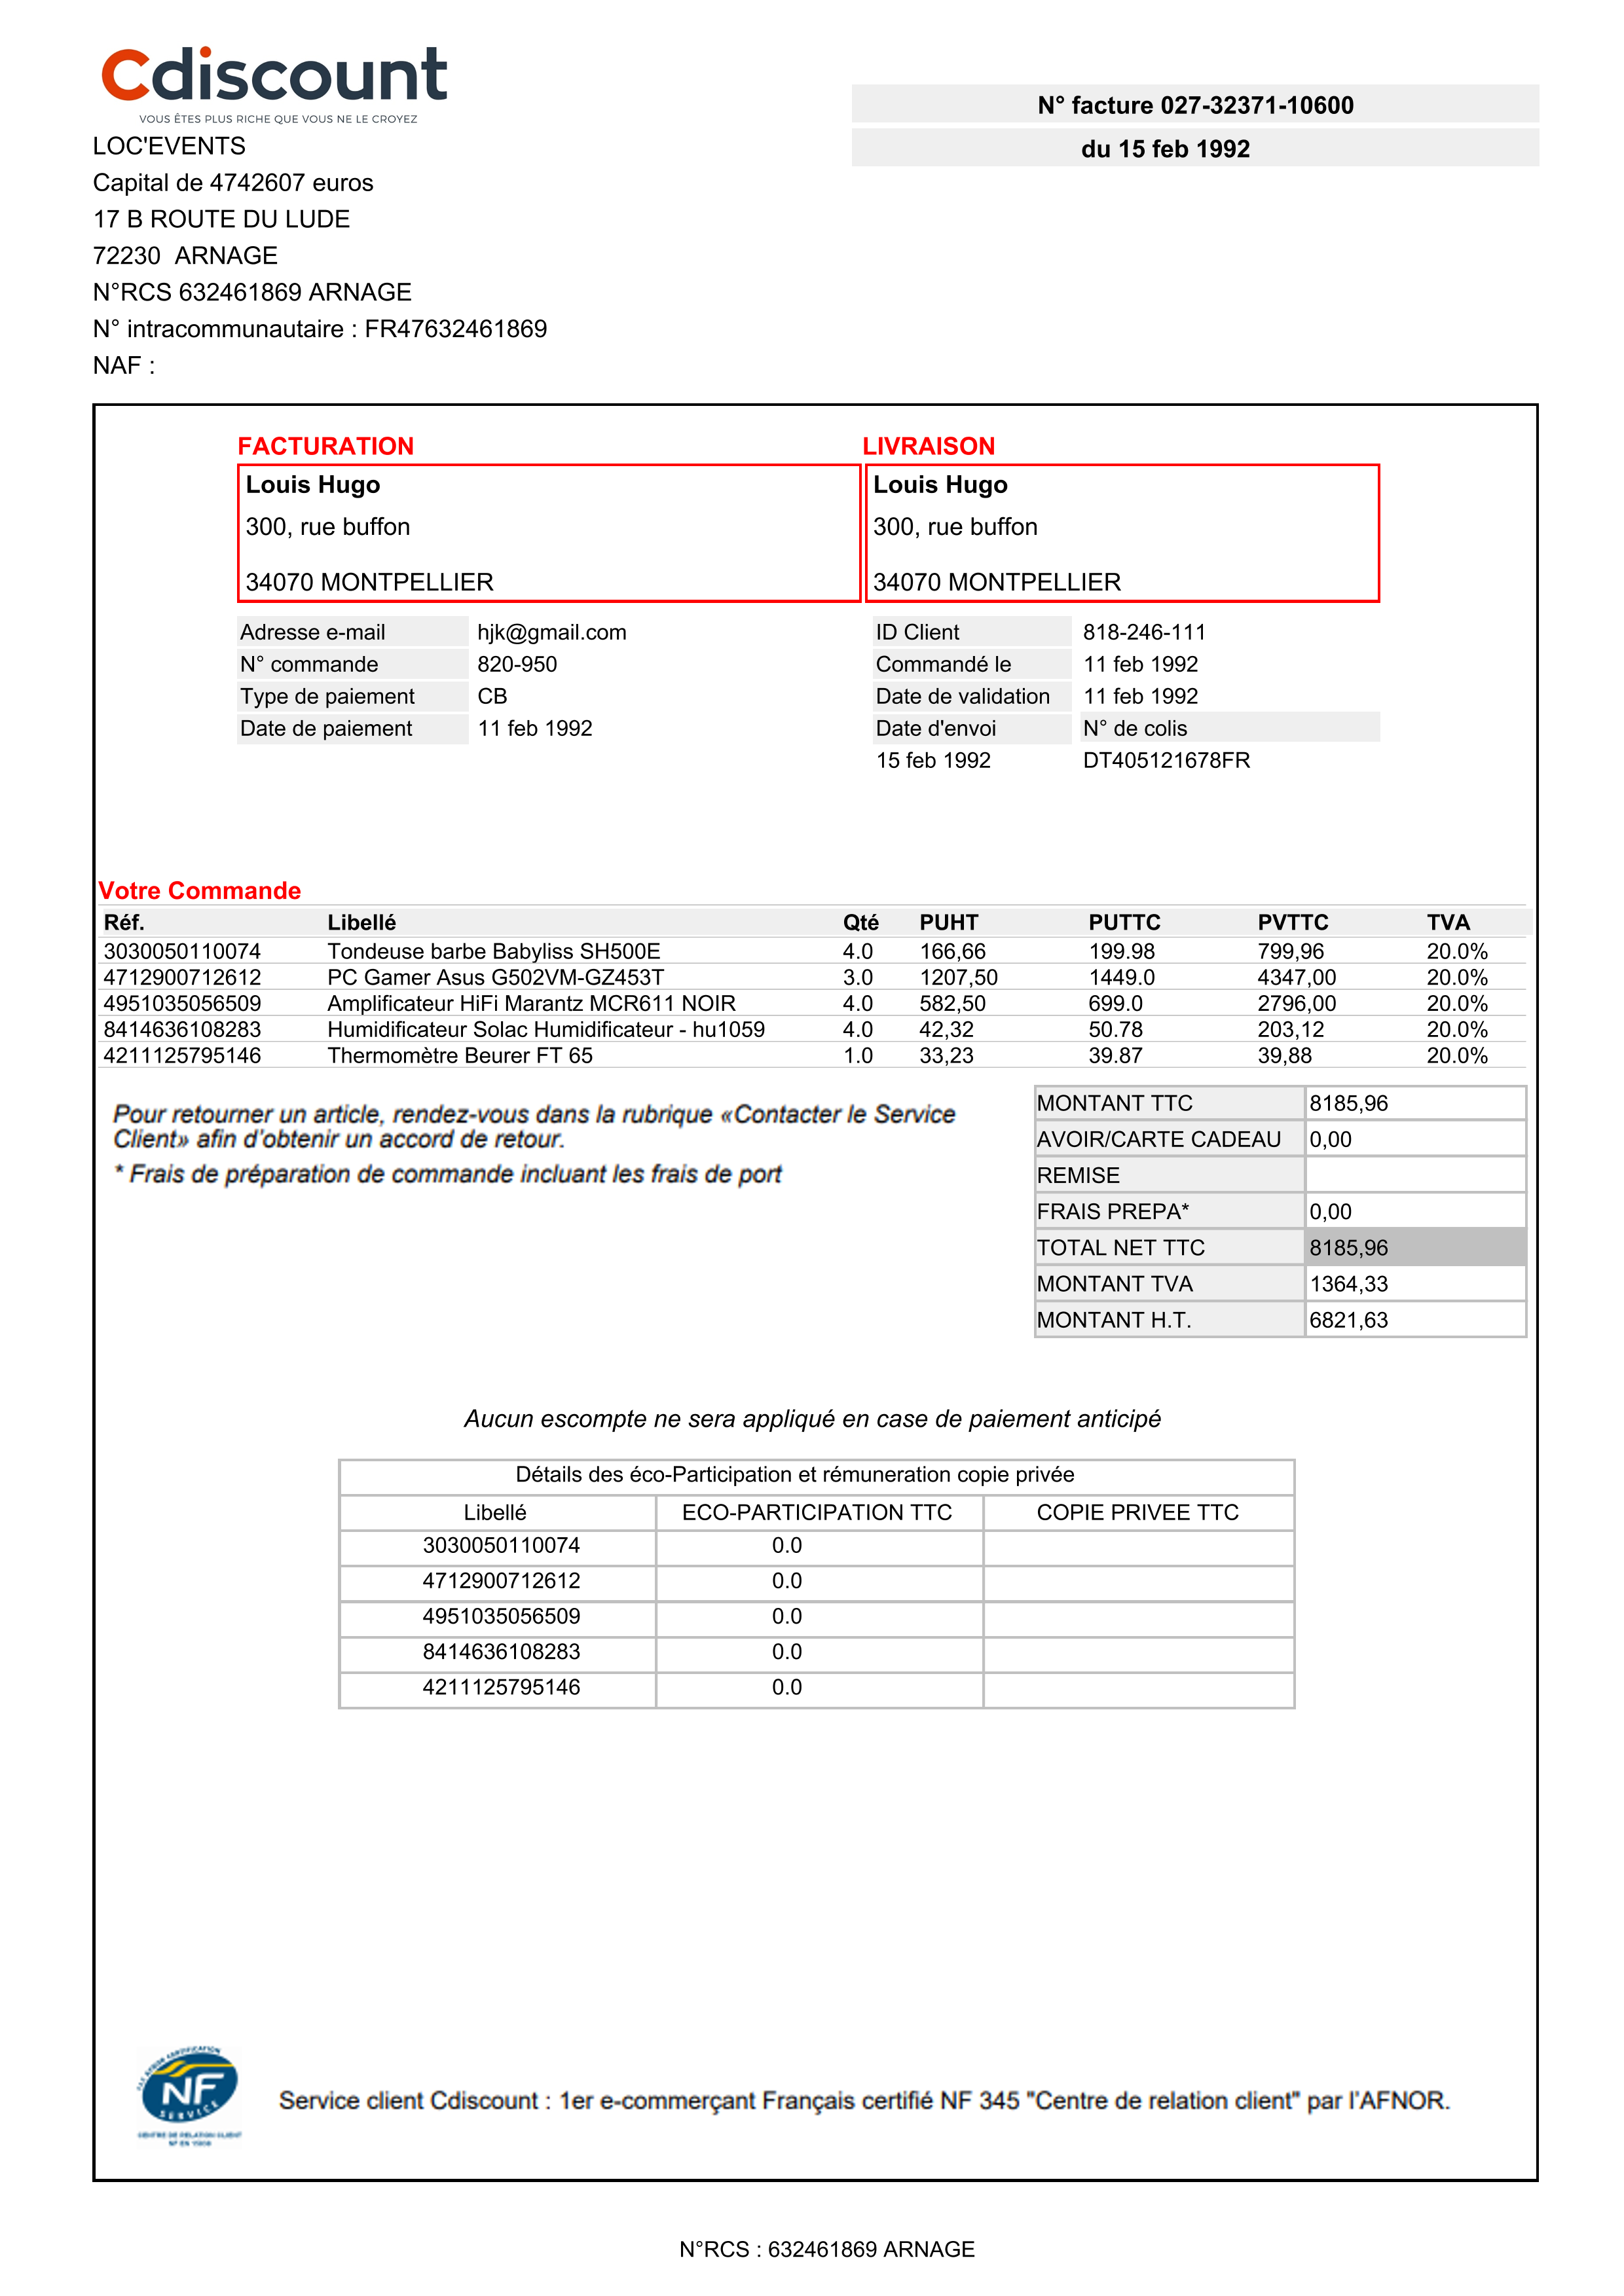 Cdiscount
VOUS ÊTES PLUS RICHE QUE VOUS NE LE CROYEZ
N° facture 027-32371-10600
du 15 feb 1992
LOC'EVENTS
Capital de 4742607 euros
17 B ROUTE DU LUDE
72230 ARNAGE
N°RCS 632461869 ARNAGE
N° intracommunautaire : FR47632461869
NAF :
FACTURATION LIVRAISON
Louis Hugo Louis Hugo
300, rue buffon 300, rue buffon
34070 MONTPELLIER 34070 MONTPELLIER
Adresse e-mail hjk@gmail.com ID Client 818-246-111
N° commande 820-950 Commandé le 11 feb 1992
Type de paiement CB Date de validation 11 feb 1992
Date de paiement 11 feb 1992 Date d'envoi N° de colis
15 feb 1992 DT405121678FR
Votre Commande
Réf. Libellé Qté PUHT PUTTC PVTTC TVA
3030050110074 Tondeuse barbe Babyliss SH500E 4.0 166,66 199.98 799,96 20.0%
4712900712612 PC Gamer Asus G502VM-GZ453T 3.0 1207,50 1449.0 4347,00 20.0%
4951035056509 Amplificateur HiFi Marantz MCR611 NOIR 4.0 582,50 699.0 2796,00 20.0%
8414636108283 Humidificateur Solac Humidificateur - hu1059 4.0 42,32 50.78 203,12 20.0%
4211125795146 Thermomètre Beurer FT 65 1.0 33,23 39.87 39,88 20.0%
Pour retourner un article, rendez-vous dans la rubrique «Contacter le Service
Client» afin d'obtenir un accord de retour.
* Frais de préparation de commande incluant les frais de port
MONTANT TTC 8185,96
AVOIR/CARTE CADEAU 0,00
REMISE
FRAIS PREPA* 0,00
TOTAL NET TTC 8185,96
MONTANT TVA 1364,33
MONTANT H.T. 6821,63
Aucun escompte ne sera appliqué en case de paiement anticipé
Détails des éco-Participation et rémuneration copie privée
Libellé ECO-PARTICIPATION TTC COPIE PRIVEE TTC
3030050110074 0.0
4712900712612 0.0
4951035056509 0.0
8414636108283 0.0
4211125795146 0.0
NF
SERVICE
CENTRE DE RELATION CLIENT
Service client Cdiscount : 1er e-commerçant Français certifié NF 345 "Centre de relation client" par l'AFNOR.
N°RCS : 632461869 ARNAGE